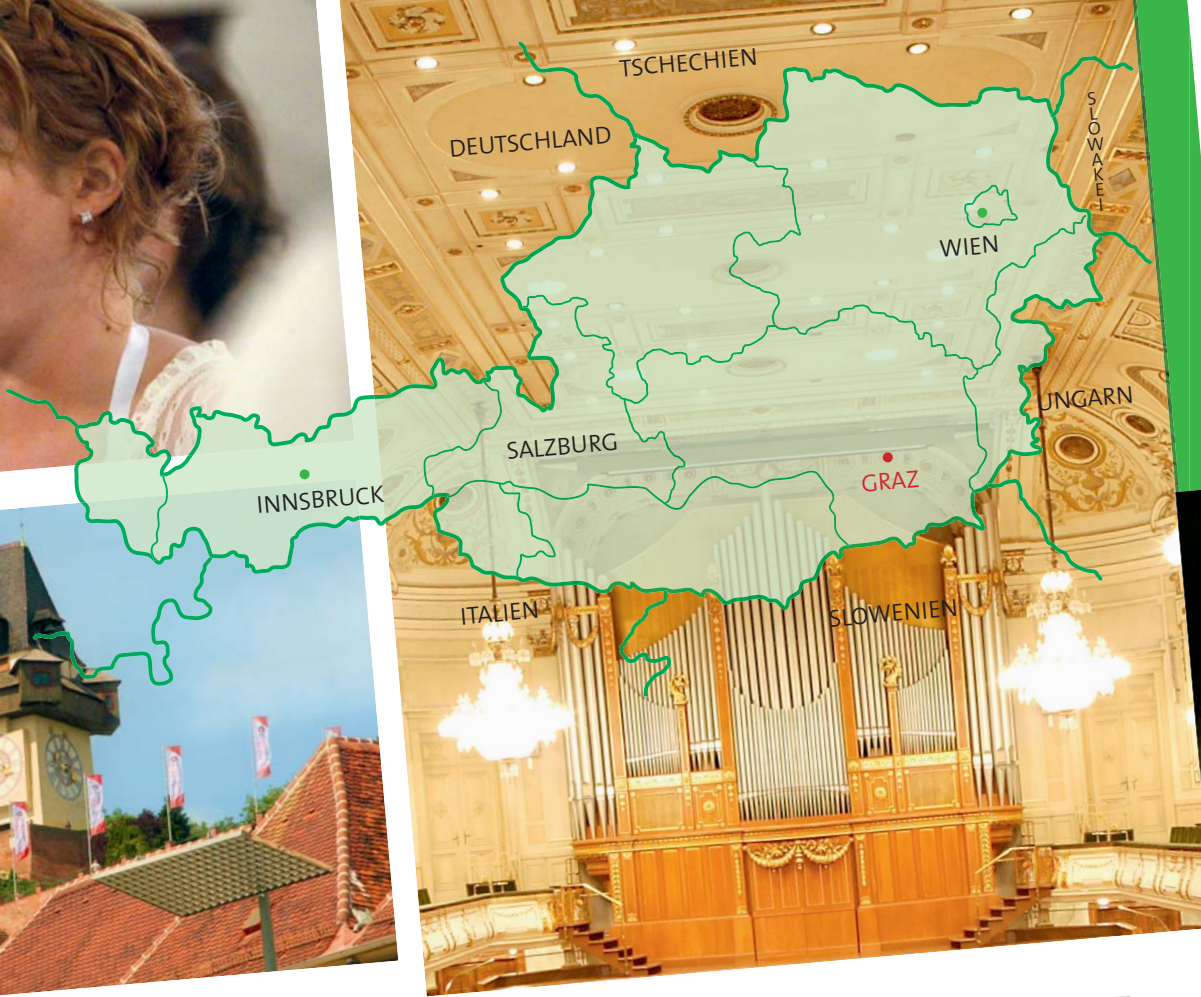 TSCHECHIEN
DEUTSCHLAND
SLOWAKEI
WIEN
UNGARN
SALZBURG
GRAZ
INNSBRUCK
ITALIEN
SLOWENIEN